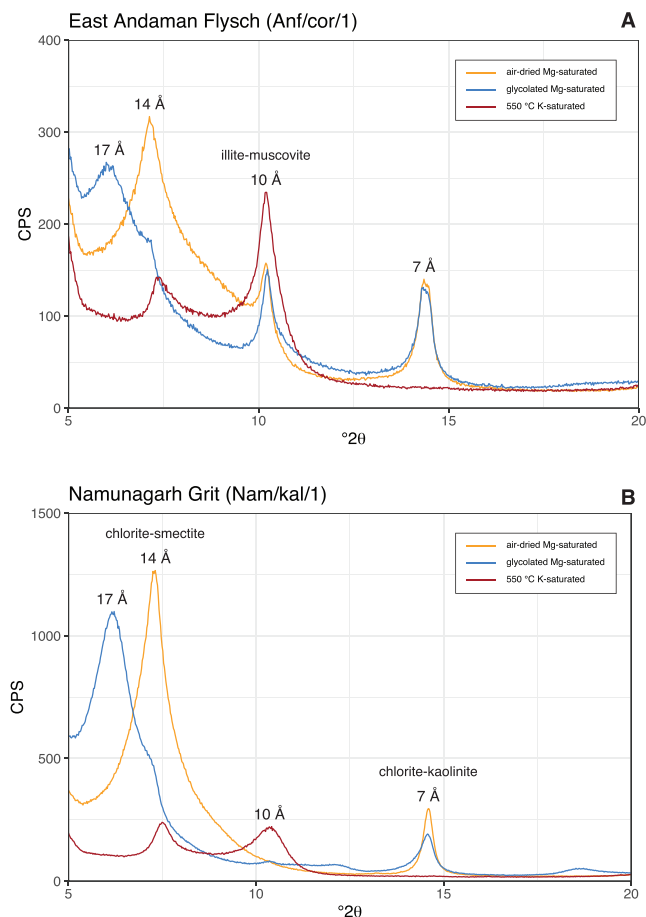 East Andaman Flysch (Anf/cor/1)
A
400
300
200
100
0
CPS
air-dried Mg-saturated
glycolated Mg-saturated
550 °C K-saturated
14 Å
17 Å
illite-muscovite
10 Å
7 Å
5
10
15
20
°2θ
Namunagarh Grit (Nam/kal/1)
B
1500
1000
500
0
CPS
air-dried Mg-saturated
glycolated Mg-saturated
550 °C K-saturated
chlorite-smectite
14 Å
17 Å
chlorite-kaolinite
7 Å
10 Å
5
10
15
20
°2θ